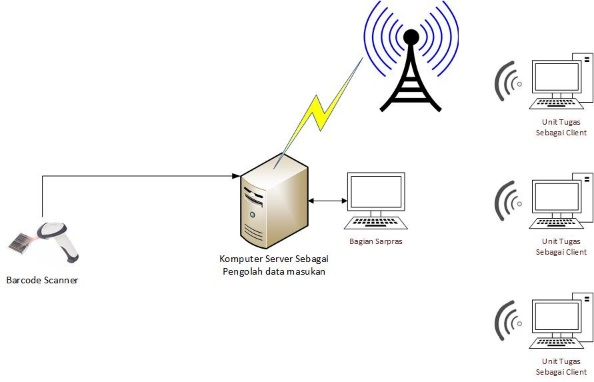 Unit Tugas
Sebagai Client
Unit Tugas
Sebagai Client
Bagian Sarpras
Komputer Server Sebagai
Pengolah data masukan
Barcode Scanner
Unit Tugas
Sebagai Client